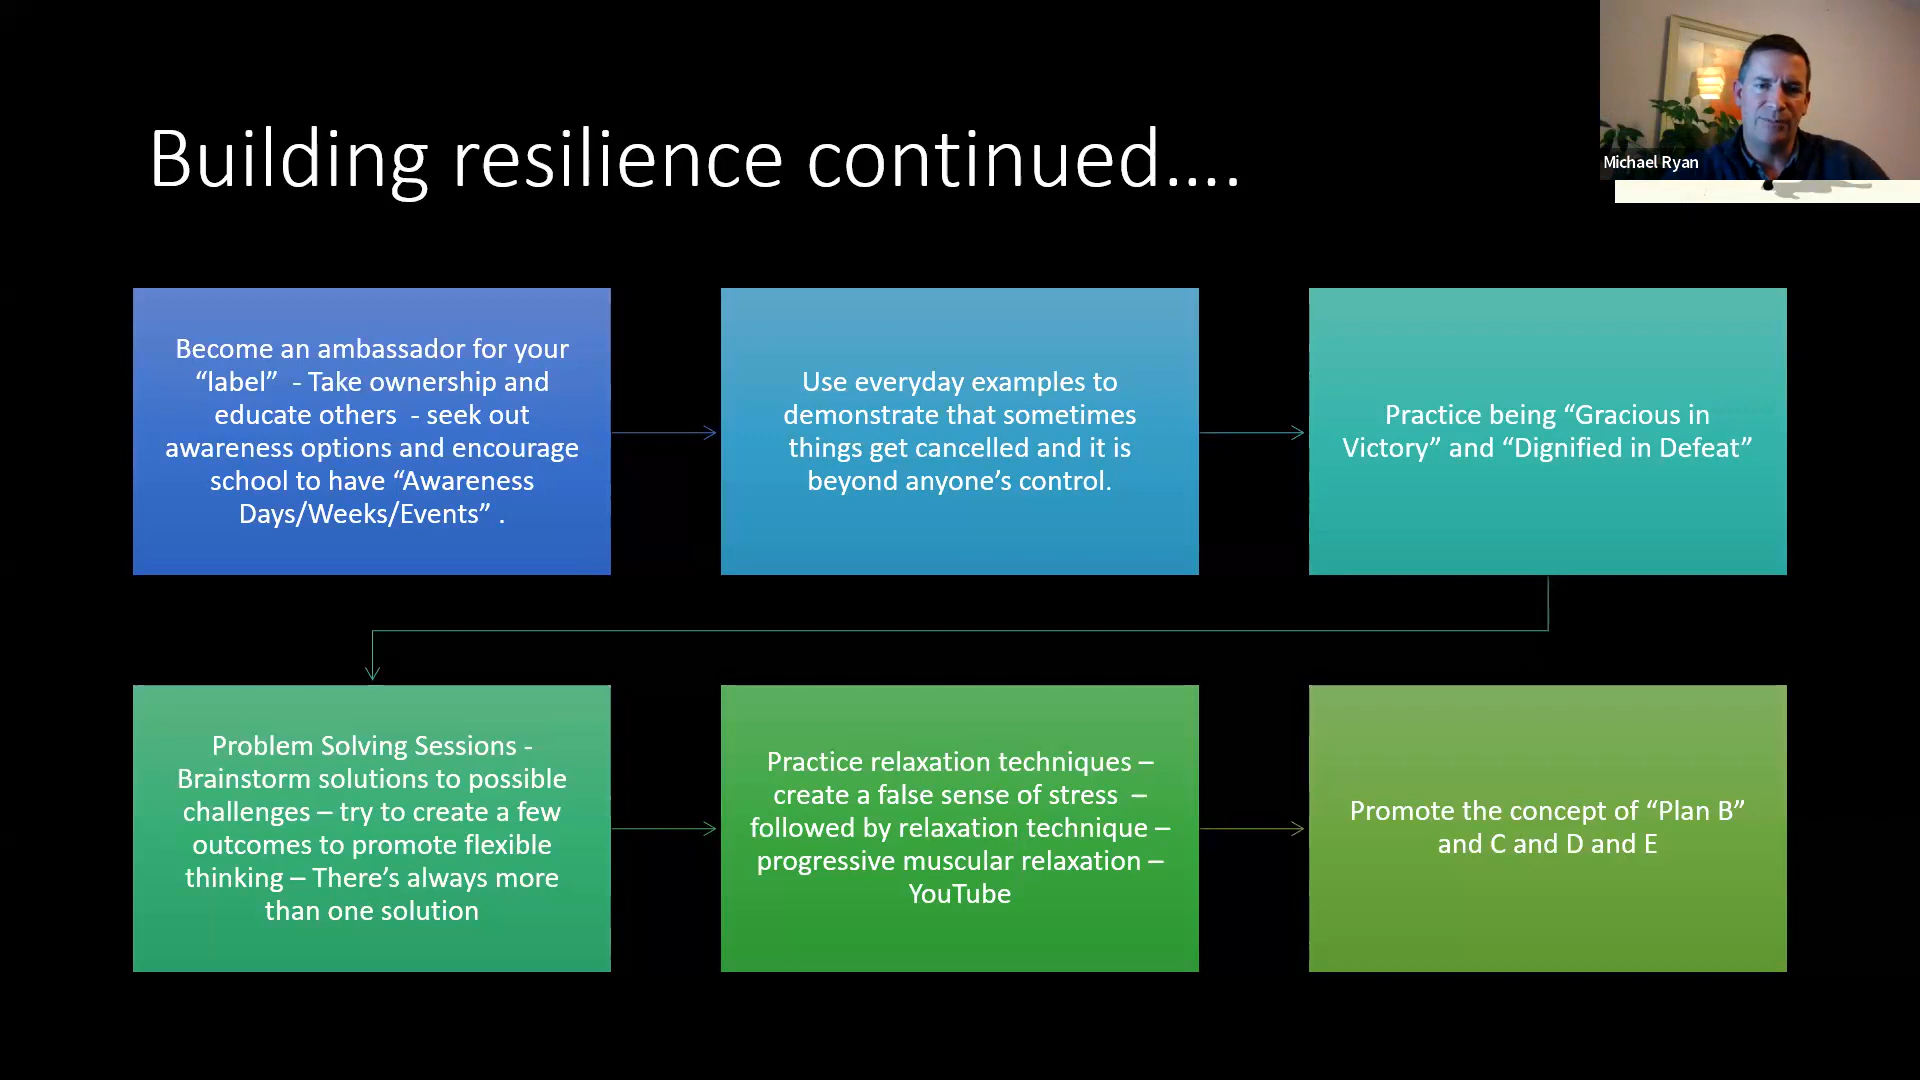 Building resilience continued....
Michael Ryan
Become an ambassador for your
“label”  - Take ownership and
educate others  - seek out
awareness options and encourage
school to have “Awareness
Days/Weeks/Events” .
Use everyday examples to
demonstrate that sometimes
things get cancelled and it is
beyond anyone’s control.
Practice being “Gracious in
Victory” and “Dignified in Defeat”
Problem Solving Sessions -
Brainstorm solutions to possible
challenges – try to create a few
outcomes to promote flexible
thinking – There’s always more
than one solution
Practice relaxation techniques –
create a false sense of stress  –
followed by relaxation technique –
progressive muscular relaxation –
YouTube
Promote the concept of “Plan B”
and C and D and E